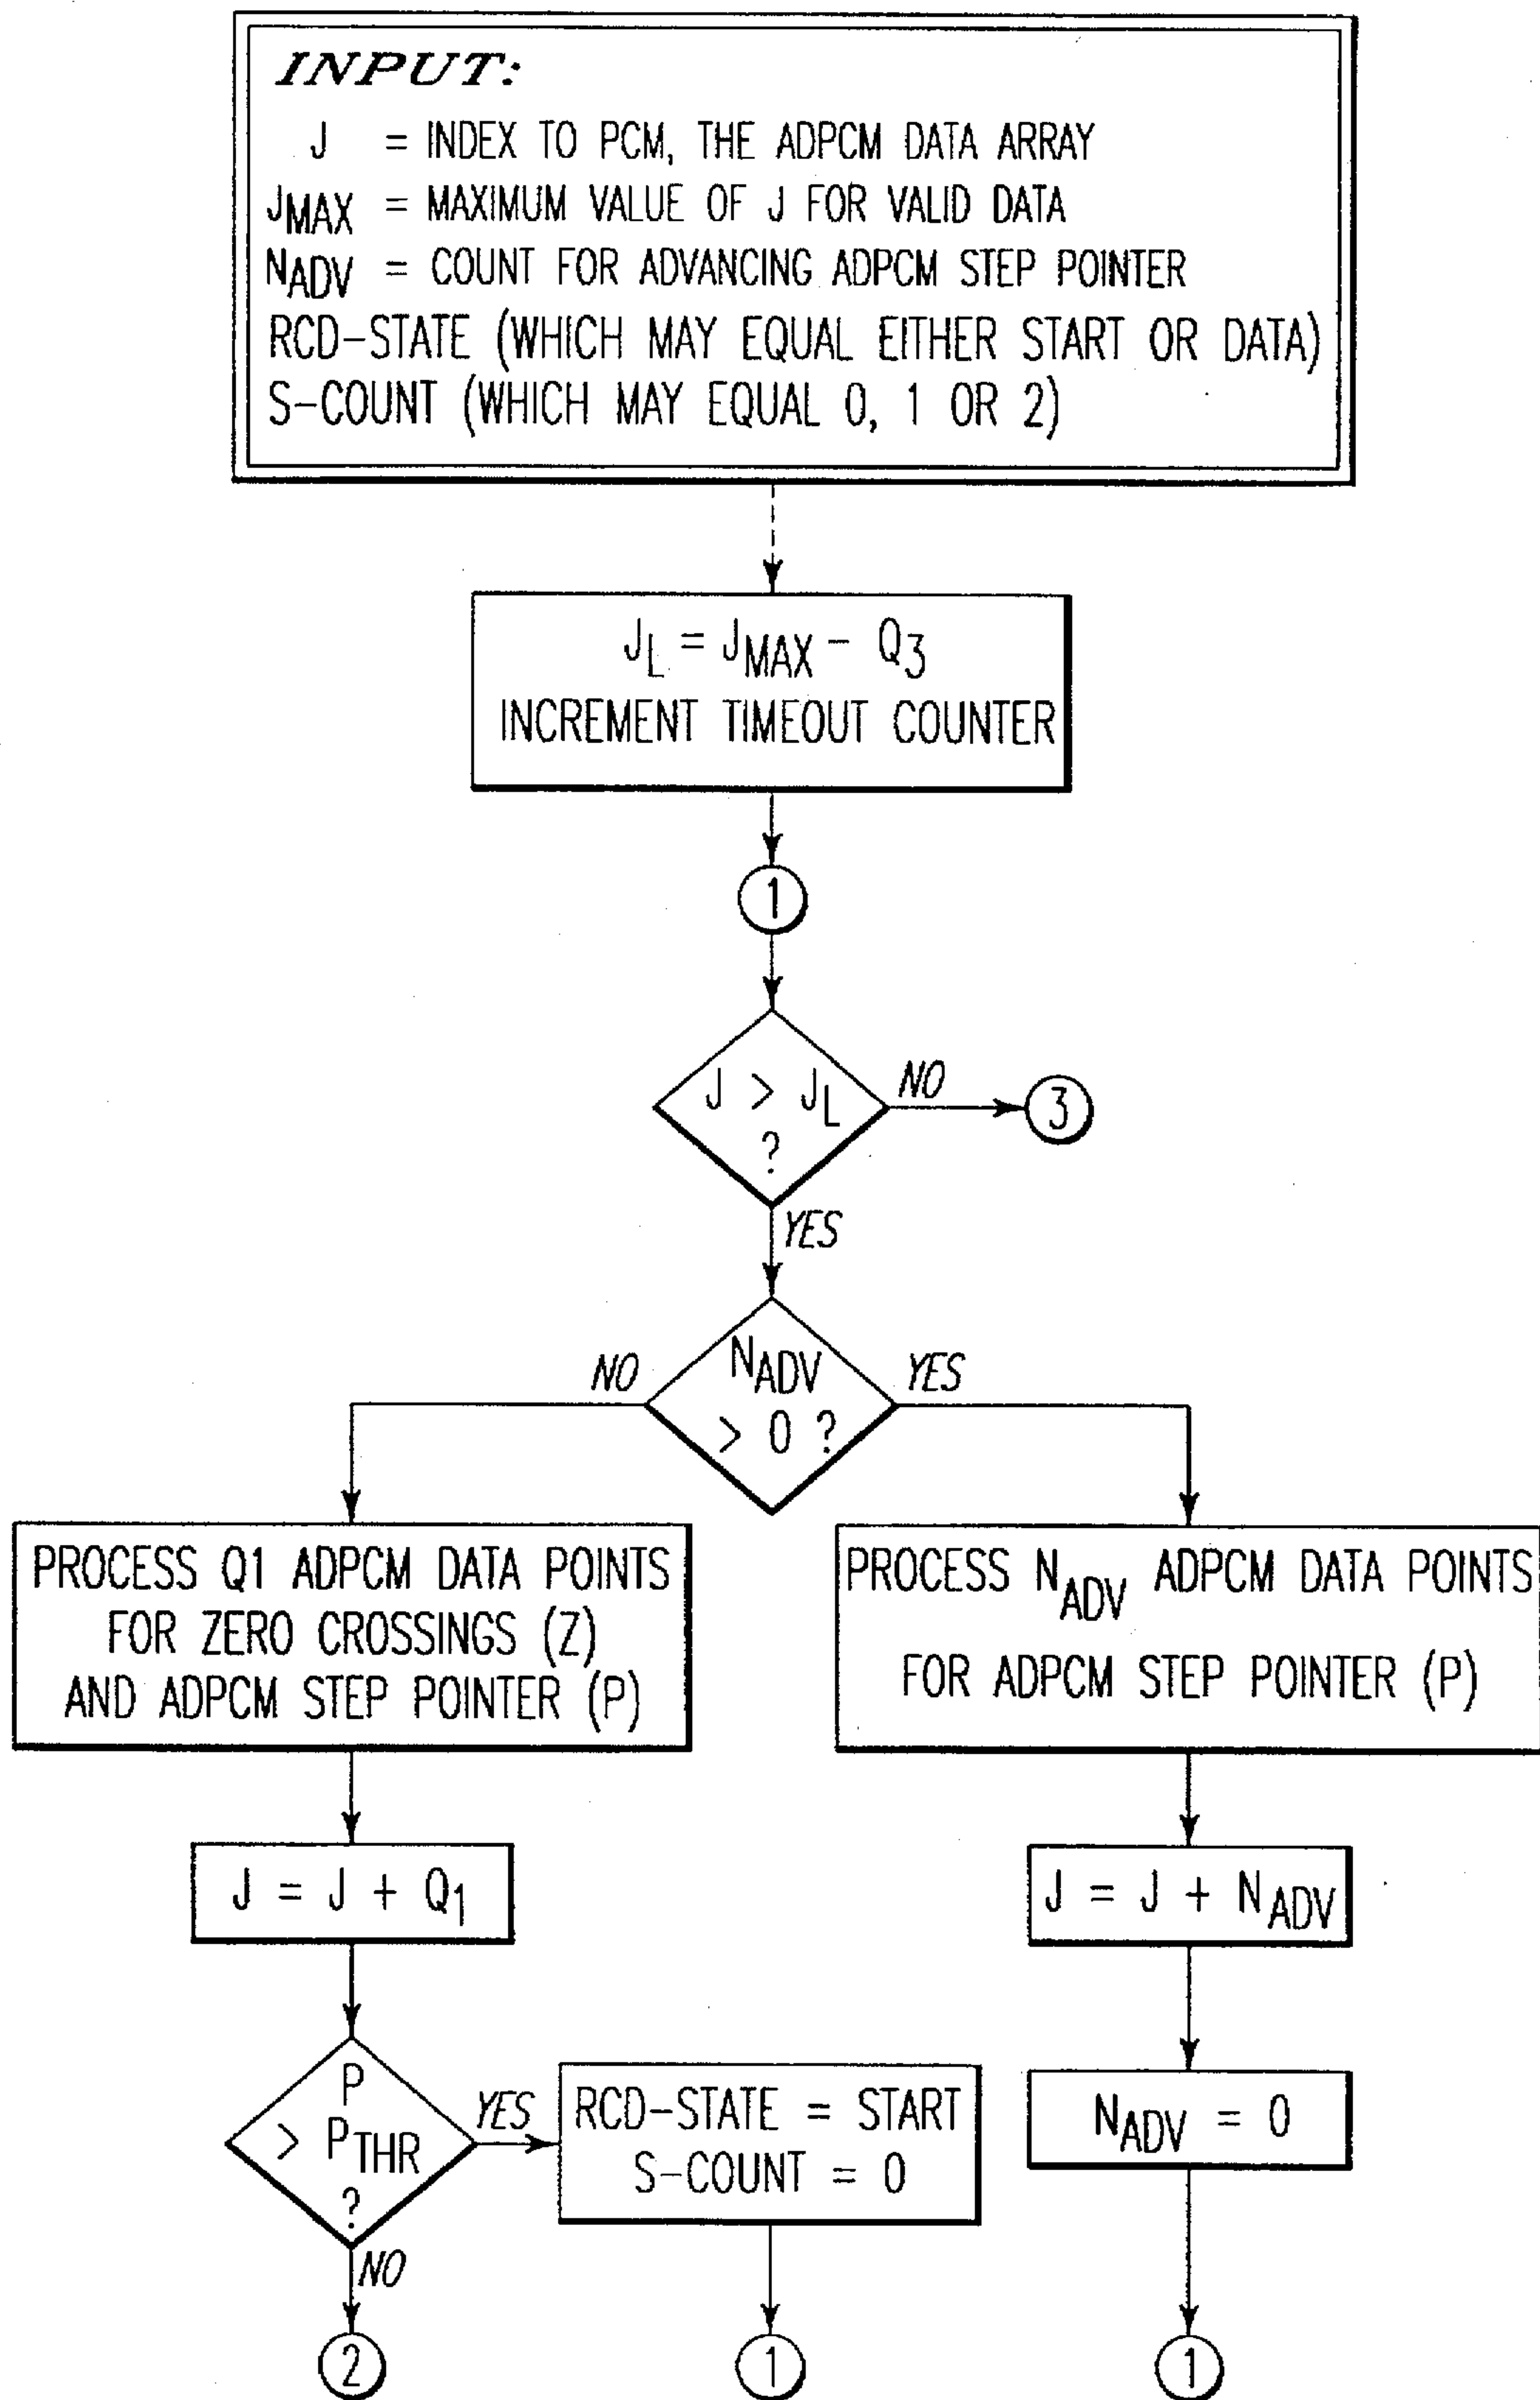 INPUT:
J = INDEX TO PCM, THE ADPCM DATA ARRAY
JMAX = MAXIMUM VALUE OF J FOR VALID DATA
NADV = COUNT FOR ADVANCING ADPCM STEP POINTER
RCD-STATE (WHICH MAY EQUAL EITHER START OR DATA)
S-COUNT (WHICH MAY EQUAL 0, 1 OR 2)
JL = JMAX - Q3
INCREMENT TIMEOUT COUNTER
1
J > JL
?
NO
3
YES
NADV
> 0 ?
NO
YES
PROCESS Q1 ADPCM DATA POINTS
FOR ZERO CROSSINGS (Z)
AND ADPCM STEP POINTER (P)
PROCESS NADV ADPCM DATA POINTS
FOR ADPCM STEP POINTER (P)
J = J + Q1
J = J + NADV
P
> PTHR
?
YES
RCD-STATE = START
S-COUNT = 0
NADV = 0
NO
2
1
1